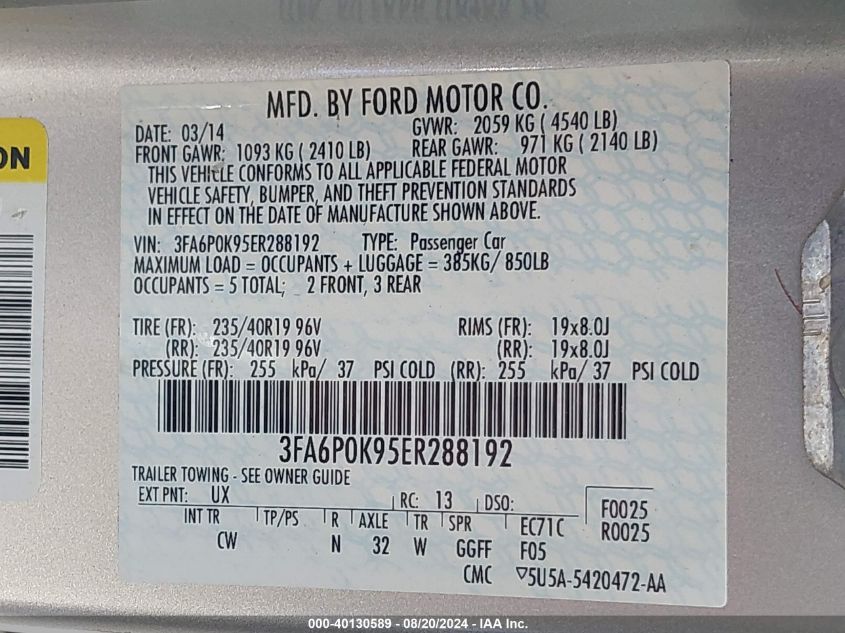 MFD. BY FORD MOTOR CO.
DATE: 03/14 GVWR: 2059 KG ( 4540 LB)
FRONT GAWR: 1093 KG ( 2410 LB) REAR GAWR: 971 KG ( 2140 LB)
THIS VEHICLE CONFORMS TO ALL APPLICABLE FEDERAL MOTOR
VEHICLE SAFETY, BUMPER, AND THEFT PREVENTION STANDARDS
IN EFFECT ON THE DATE OF MANUFACTURE SHOWN ABOVE.
VIN: 3FA6P0K95ER288192 TYPE: Passenger Car
MAXIMUM LOAD = OCCUPANTS + LUGGAGE = 385KG/ 850LB
OCCUPANTS = 5 TOTAL; 2 FRONT, 3 REAR
TIRE (FR): 235/40R19 96V RIMS (FR): 19x8.0J
(RR): 235/40R19 96V (RR): 19x8.0J
PRESSURE (FR): 255 kPa/ 37 PSI COLD (RR): 255 kPa/ 37 PSI COLD
3FA6P0K95ER288192
TRAILER TOWING - SEE OWNER GUIDE
EXT PNT: UX RC: 13 DSO: F0025
INT TR TP/PS R AXLE TR SPR EC71C R0025
CW N 32 W GGFF F05
CMC ▽5U5A-5420472-AA
ON
000-40130589 - 08/20/2024 - IAA Inc.